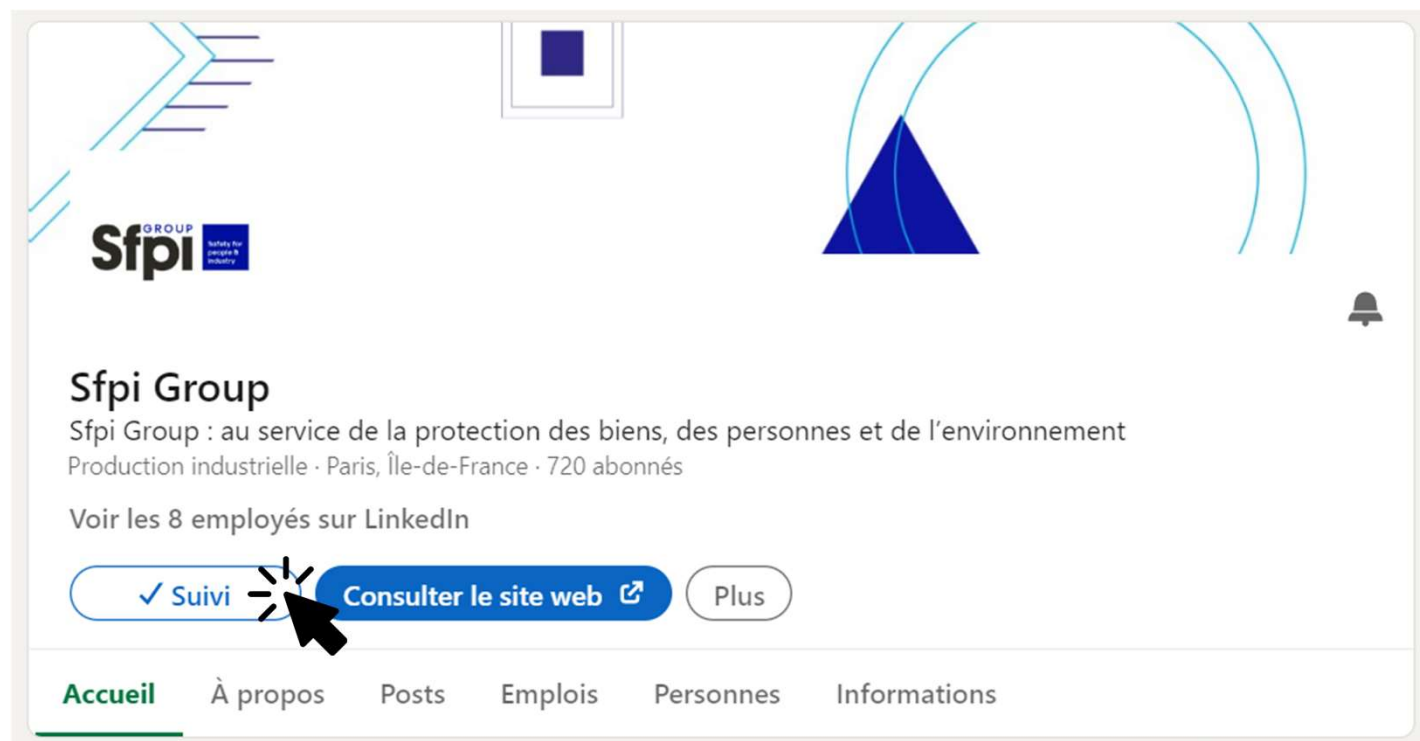 GROUP
Sfpi
Safety for
people &
industry
Sfpi Group
Sfpi Group : au service de la protection des biens, des personnes et de l’environnement
Production industrielle · Paris, Île-de-France · 720 abonnés
Voir les 8 employés sur LinkedIn
✓ Suivi Consulter le site web Plus
Accueil À propos Posts Emplois Personnes Informations